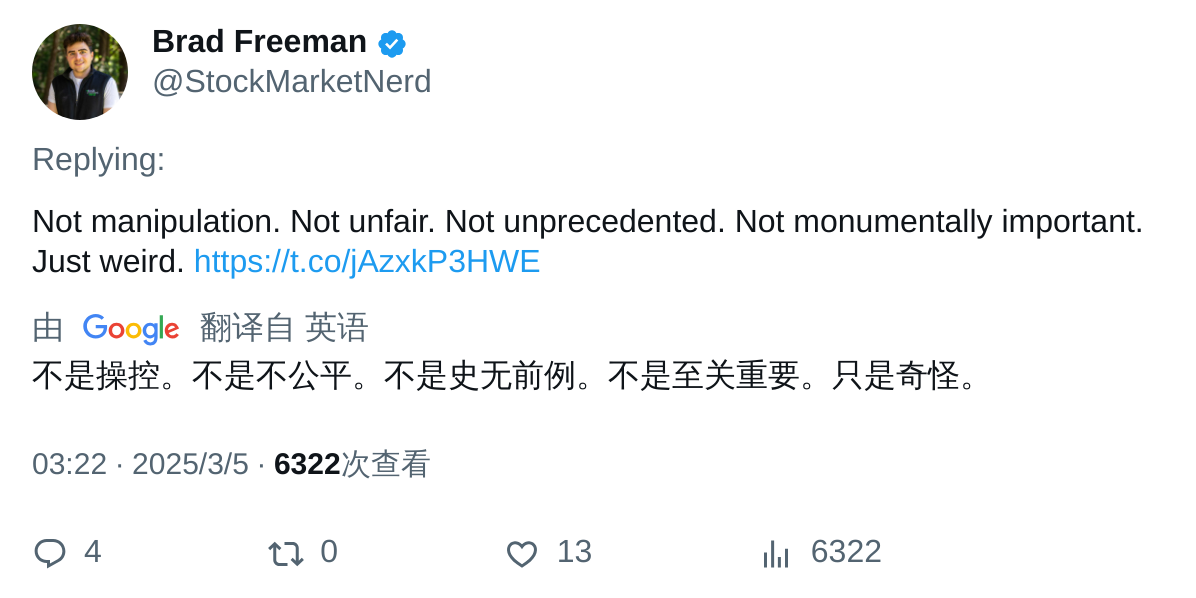 Brad Freeman
@StockMarketNerd
Replying:
Not manipulation. Not unfair. Not unprecedented. Not monumentally important.
Just weird. https://t.co/jAzxkP3HWE
由 Google 翻译自 英语
不是操控。不是不公平。不是史无前例。不是至关重要。只是奇怪。
03:22 · 2025/3/5 · 6322次查看
4 0 13 6322